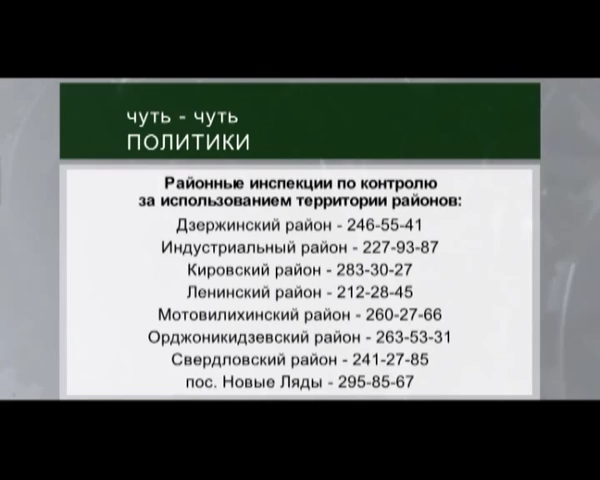 чуть - чуть
ПОЛИТИКИ
Районные инспекции по контролю
за использованием территории районов:
Дзержинский район - 246-55-41
Индустриальный район - 227-93-87
Кировский район - 283-30-27
Ленинский район - 212-28-45
Мотовилихинский район - 260-27-66
Орджоникидзевский район - 263-53-31
Свердловский район - 241-27-85
пос. Новые Ляды - 295-85-67